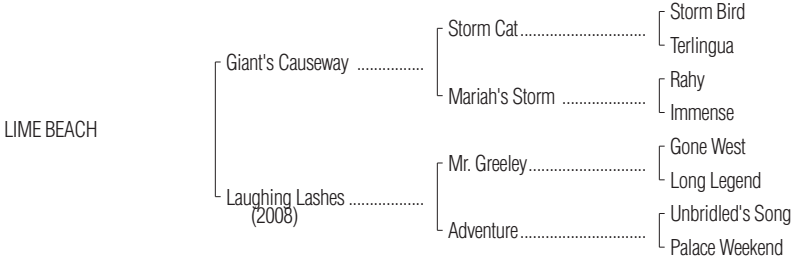 Storm Bird
Storm Cat..............................
Terlingua
Giant's Causeway ................
Rahy
Mariah's Storm ....................
Immense
LIME BEACH
Gone West
Mr. Greeley............................
Long Legend
Laughing Lashes ..................
(2008)
Unbridled's Song
Adventure..............................
Palace Weekend